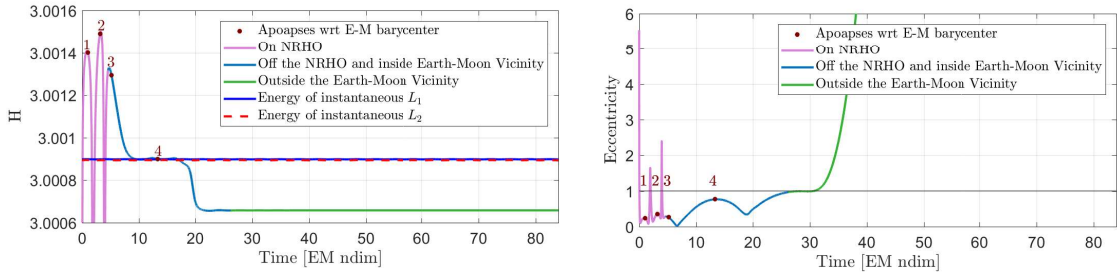 3.0016
3.0014
3.0012
3.001
3.0008
3.0006
H
0
10
20
30
40
50
60
70
80
Time [EM ndim]
1
2
3
4
Apoapses wrt E-M barycenter
On NRHO
Off the NRHO and inside Earth-Moon Vicinity
Outside the Earth-Moon Vicinity
Energy of instantaneous L₁
Energy of instantaneous L₂
6
5
4
3
2
1
0
Eccentricity
0
10
20
30
40
50
60
70
80
Time [EM ndim]
1
2
3
4
Apoapses wrt E-M barycenter
On NRHO
Off the NRHO and inside Earth-Moon Vicinity
Outside the Earth-Moon Vicinity